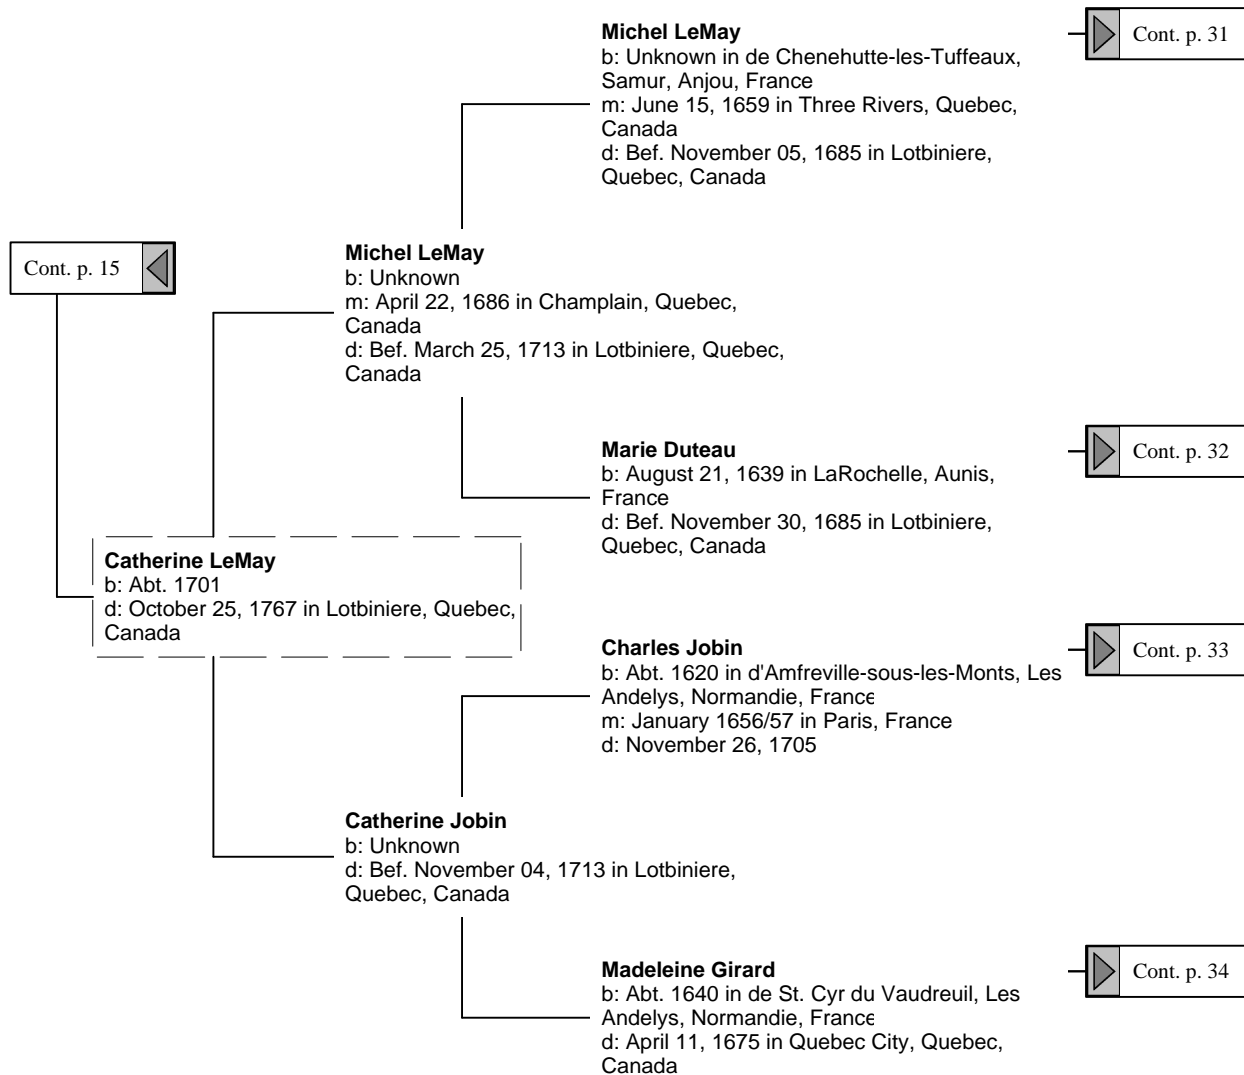 Michel LeMay
b: Unknown in de Chenehutte-les-Tuffeaux,
Samur, Anjou, France
m: June 15, 1659 in Three Rivers, Quebec,
Canada
d: Bef. November 05, 1685 in Lotbiniere,
Quebec, Canada
Cont. p. 31
Cont. p. 15
Michel LeMay
b: Unknown
m: April 22, 1686 in Champlain, Quebec,
Canada
d: Bef. March 25, 1713 in Lotbiniere, Quebec,
Canada
Marie Duteau
b: August 21, 1639 in LaRochelle, Aunis,
France
d: Bef. November 30, 1685 in Lotbiniere,
Quebec, Canada
Cont. p. 32
Catherine LeMay
b: Abt. 1701
d: October 25, 1767 in Lotbiniere, Quebec,
Canada
Charles Jobin
b: Abt. 1620 in d'Amfreville-sous-les-Monts, Les
Andelys, Normandie, France
m: January 1656/57 in Paris, France
d: November 26, 1705
Cont. p. 33
Catherine Jobin
b: Unknown
d: Bef. November 04, 1713 in Lotbiniere,
Quebec, Canada
Madeleine Girard
b: Abt. 1640 in de St. Cyr du Vaudreuil, Les
Andelys, Normandie, France
d: April 11, 1675 in Quebec City, Quebec,
Canada
Cont. p. 34